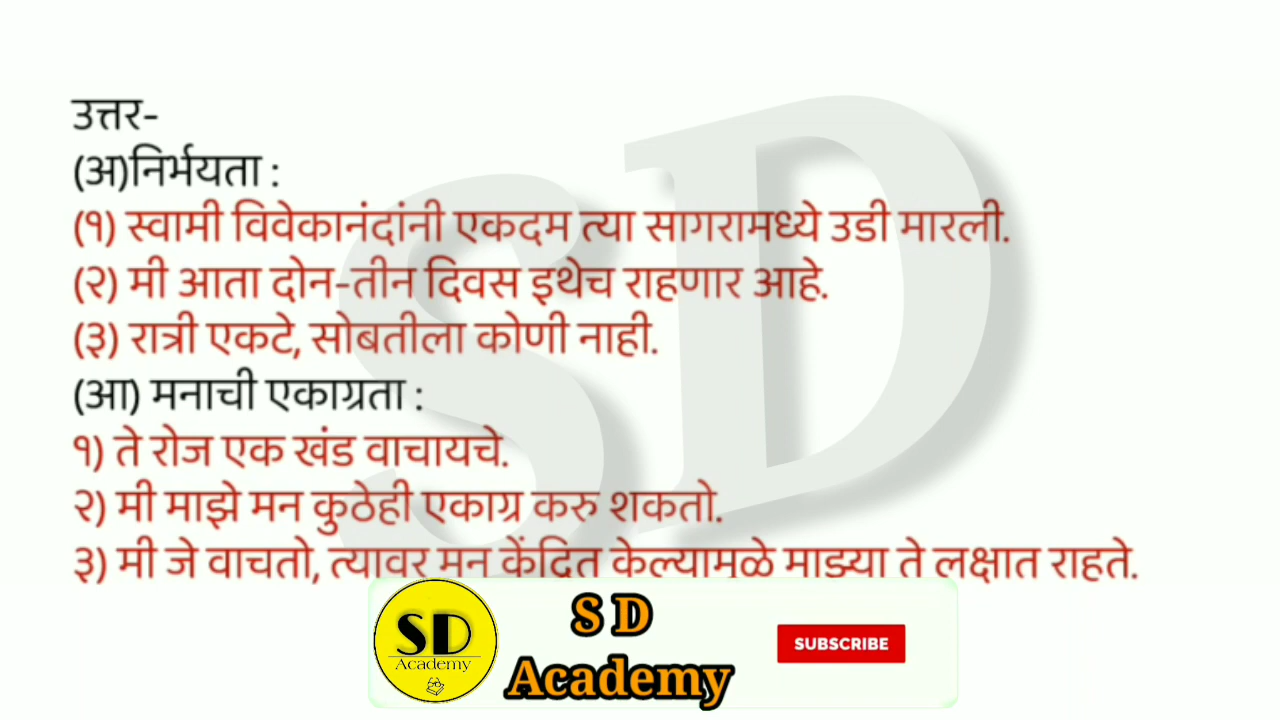 उत्तर-
(अ)निर्भयता :
(१) स्वामी विवेकानंदांनी एकदम त्या सागरामध्ये उडी मारली.
(२) मी आता दोन-तीन दिवस इथेच राहणार आहे.
(३) रात्री एकटे, सोबतीला कोणी नाही.
(आ) मनाची एकाग्रता :
१) ते रोज एक खंड वाचायचे.
२) मी माझे मन कुठेही एकाग्र करु शकतो.
३) मी जे वाचतो, त्यावर मन केंद्रित केल्यामळे माझ्या ते लक्षात राहते.
SD
SD
Academy
S D
Academy
SUBSCRIBE